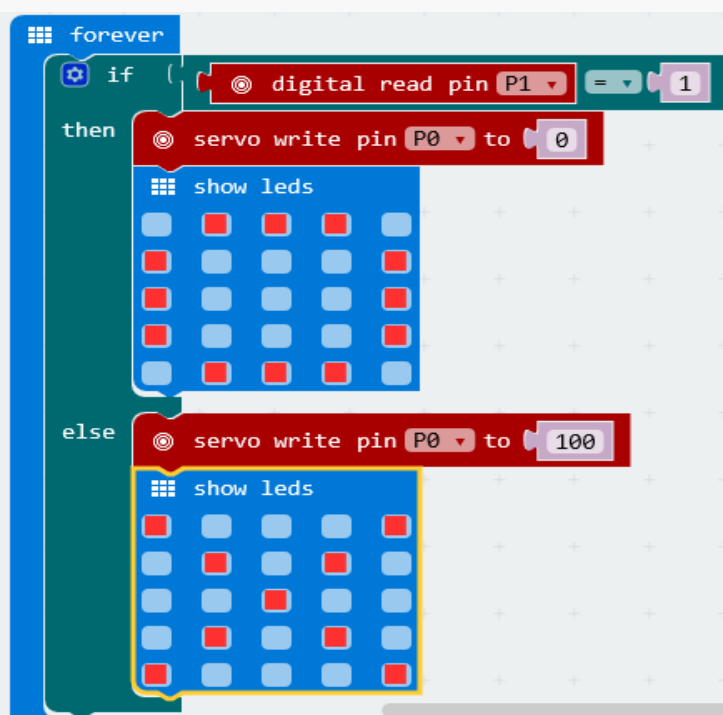 forever
if ( digital read pin P1 = 1
then servo write pin P0 to 0
show leds
else servo write pin P0 to 100
show leds